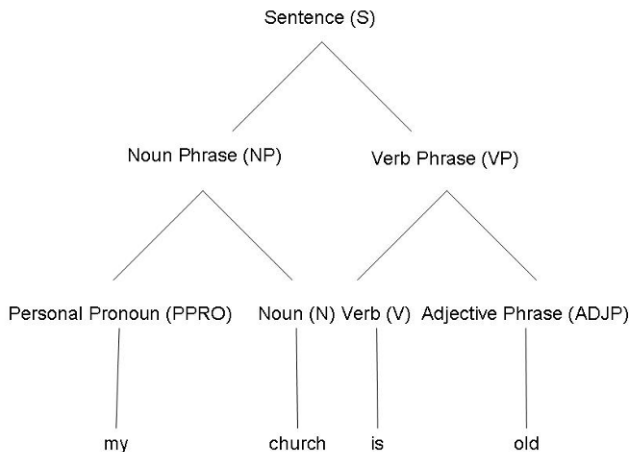 Sentence (S)
Noun Phrase (NP) Verb Phrase (VP)
Personal Pronoun (PPRO) Noun (N) Verb (V) Adjective Phrase (ADJP)
my church is old